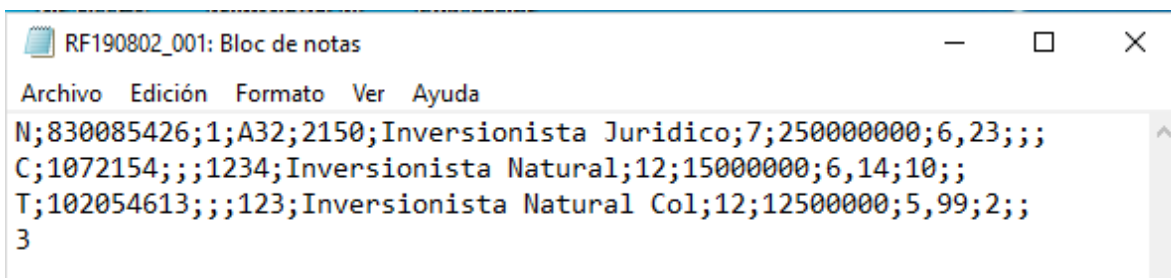 RF190802_001: Bloc de notas
Archivo Edición Formato Ver Ayuda
N;830085426;1;A32;2150;Inversionista Juridico;7;250000000;6,23;;;
C;1072154;;;1234;Inversionista Natural;12;15000000;6,14;10;;
T;102054613;;;123;Inversionista Natural Col;12;12500000;5,99;2;;
3